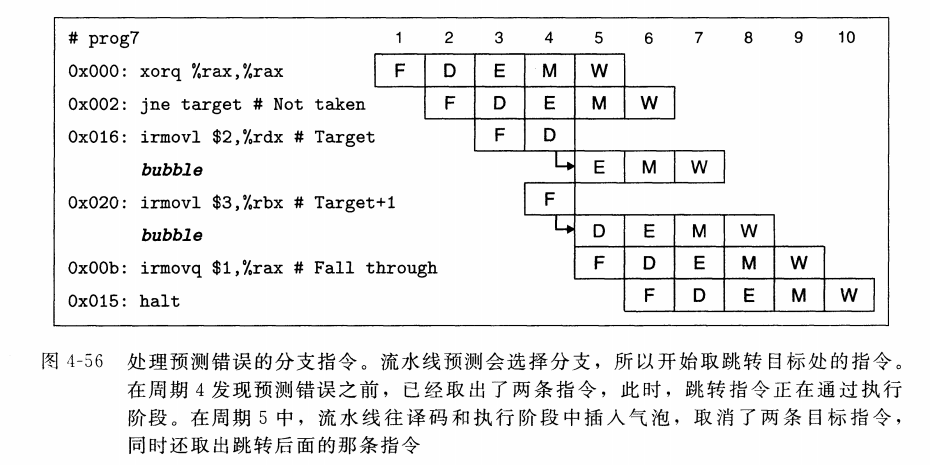 # prog7 1 2 3 4 5 6 7 8 9 10
0x000: xorq %rax,%rax F D E M W
0x002: jne target # Not taken F D E M W
0x016: irmovl $2,%rdx # Target F D
bubble E M W
0x020: irmovl $3,%rbx # Target+1 F
bubble D E M W
0x00b: irmovq $1,%rax # Fall through F D E M W
0x015: halt F D E M W
图 4-56 处理预测错误的分支指令。流水线预测会选择分支，所以开始取跳转目标处的指令。
在周期 4 发现预测错误之前，已经取出了两条指令，此时，跳转指令正在通过执行
阶段。在周期 5 中，流水线往译码和执行阶段中插入气泡，取消了两条目标指令，
同时还取出跳转后面的那条指令